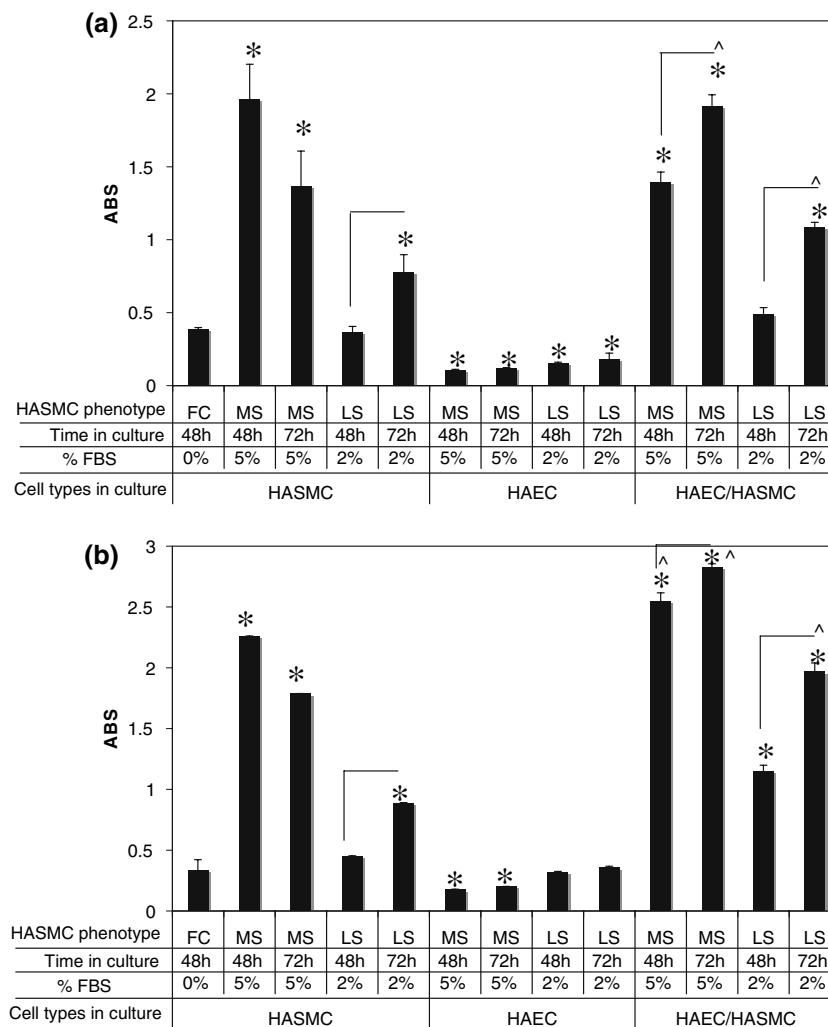 (a)
2.5
2
1.5
1
0.5
0
ABS
* * * * * * * * * ^ * ^ *
HASMC phenotype FC MS MS LS LS MS MS LS LS MS MS LS LS
Time in culture 48h 48h 72h 48h 72h 48h 72h 48h 72h 48h 72h 48h 72h
% FBS 0% 5% 5% 2% 2% 5% 5% 2% 2% 5% 5% 2% 2%
Cell types in culture HASMC HAEC HAEC/HASMC
(b)
3
2.5
2
1.5
1
0.5
0
ABS
* * * * * ^ * * ^ * ^ *
HASMC phenotype FC MS MS LS LS MS MS LS LS MS MS LS LS
Time in culture 48h 48h 72h 48h 72h 48h 72h 48h 72h 48h 72h 48h 72h
% FBS 0% 5% 5% 2% 2% 5% 5% 2% 2% 5% 5% 2% 2%
Cell types in culture HASMC HAEC HAEC/HASMC